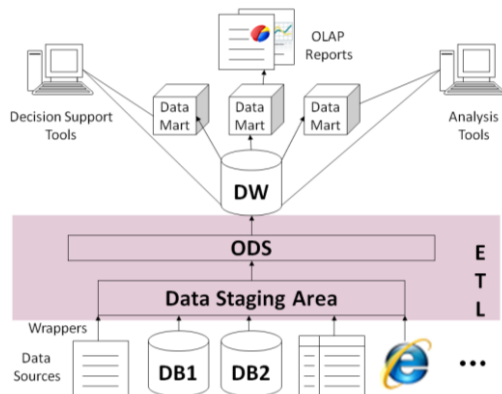 OLAP
Reports
Decision Support
Tools
Data
Mart
Data
Mart
Data
Mart
Analysis
Tools
DW
ODS
E
T
L
Data Staging Area
Wrappers
Data
Sources
DB1
DB2
...